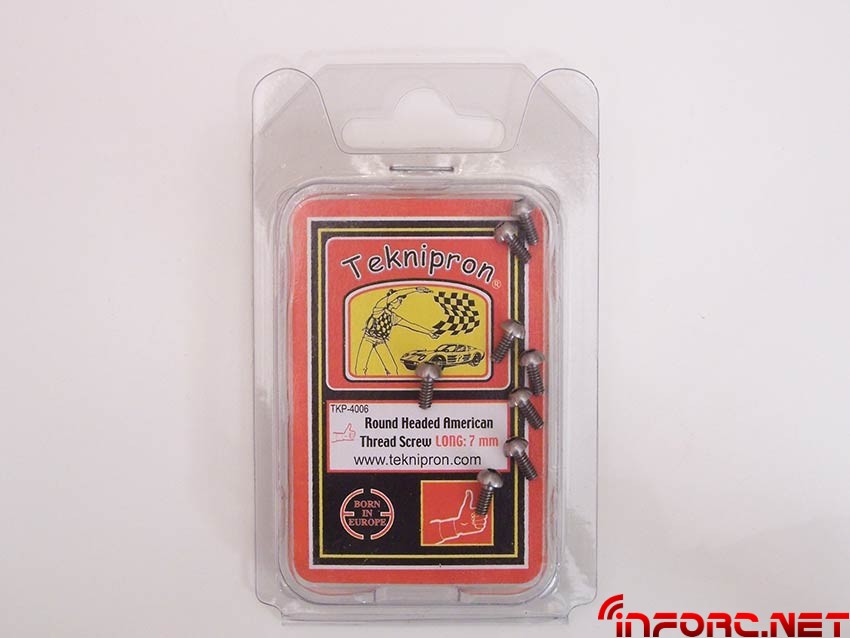 Teknipron®
TKP-4006
Round Headed American
Thread Screw LONG: 7 mm
www.teknipron.com
BORN
IN
EUROPE
INFORC.NET